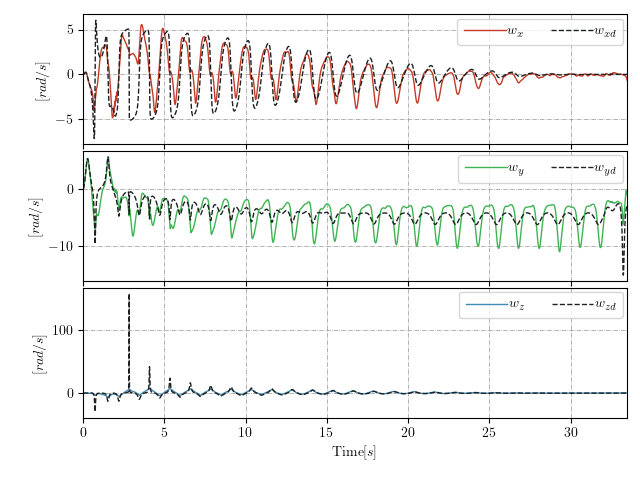 5
0
−5
[rad/s]
w_x w_xd
0
−10
[rad/s]
w_y w_yd
100
0
[rad/s]
w_z w_zd
0 5 10 15 20 25 30
Time[s]